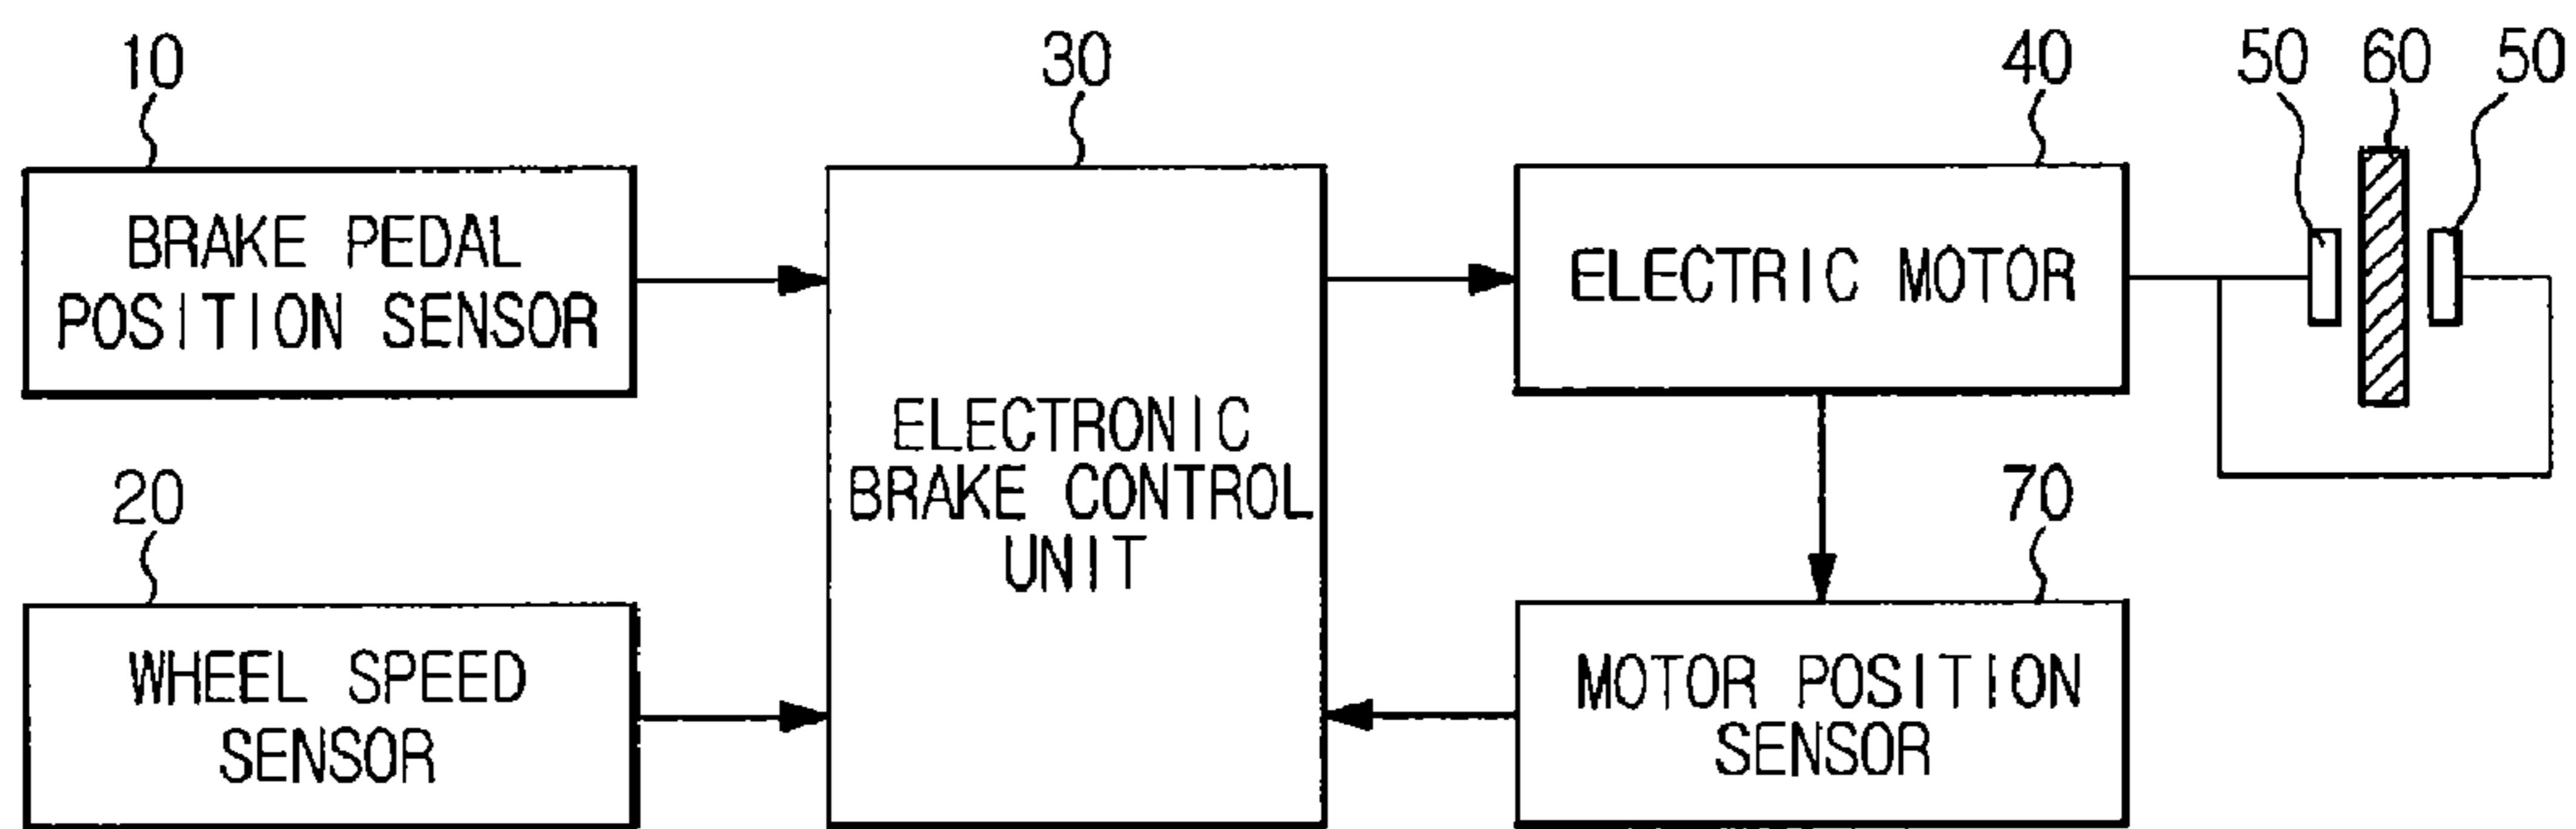 10
30
40
50
60
50
BRAKE PEDAL
POSITION SENSOR
ELECTRIC MOTOR
ELECTRONIC
BRAKE CONTROL
UNIT
20
70
WHEEL SPEED
SENSOR
MOTOR POSITION
SENSOR